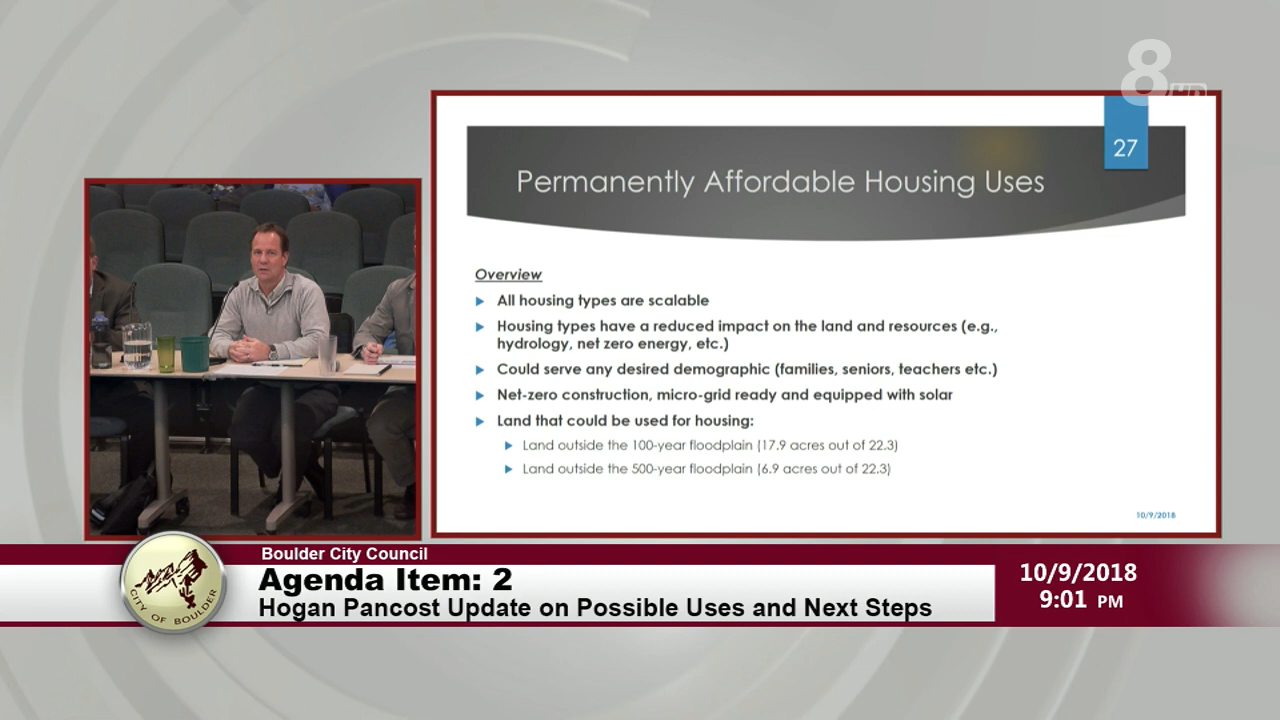 8
HD
27
Permanently Affordable Housing Uses
Overview
All housing types are scalable
Housing types have a reduced impact on the land and resources (e.g.,
hydrology, net zero energy, etc.)
Could serve any desired demographic (families, seniors, teachers etc.)
Net-zero construction, micro-grid ready and equipped with solar
Land that could be used for housing:
Land outside the 100-year floodplain (17.9 acres out of 22.3)
Land outside the 500-year floodplain (6.9 acres out of 22.3)
10/9/2018
Boulder City Council
Agenda Item: 2
Hogan Pancost Update on Possible Uses and Next Steps
10/9/2018
9:01 PM
CITY OF BOULDER